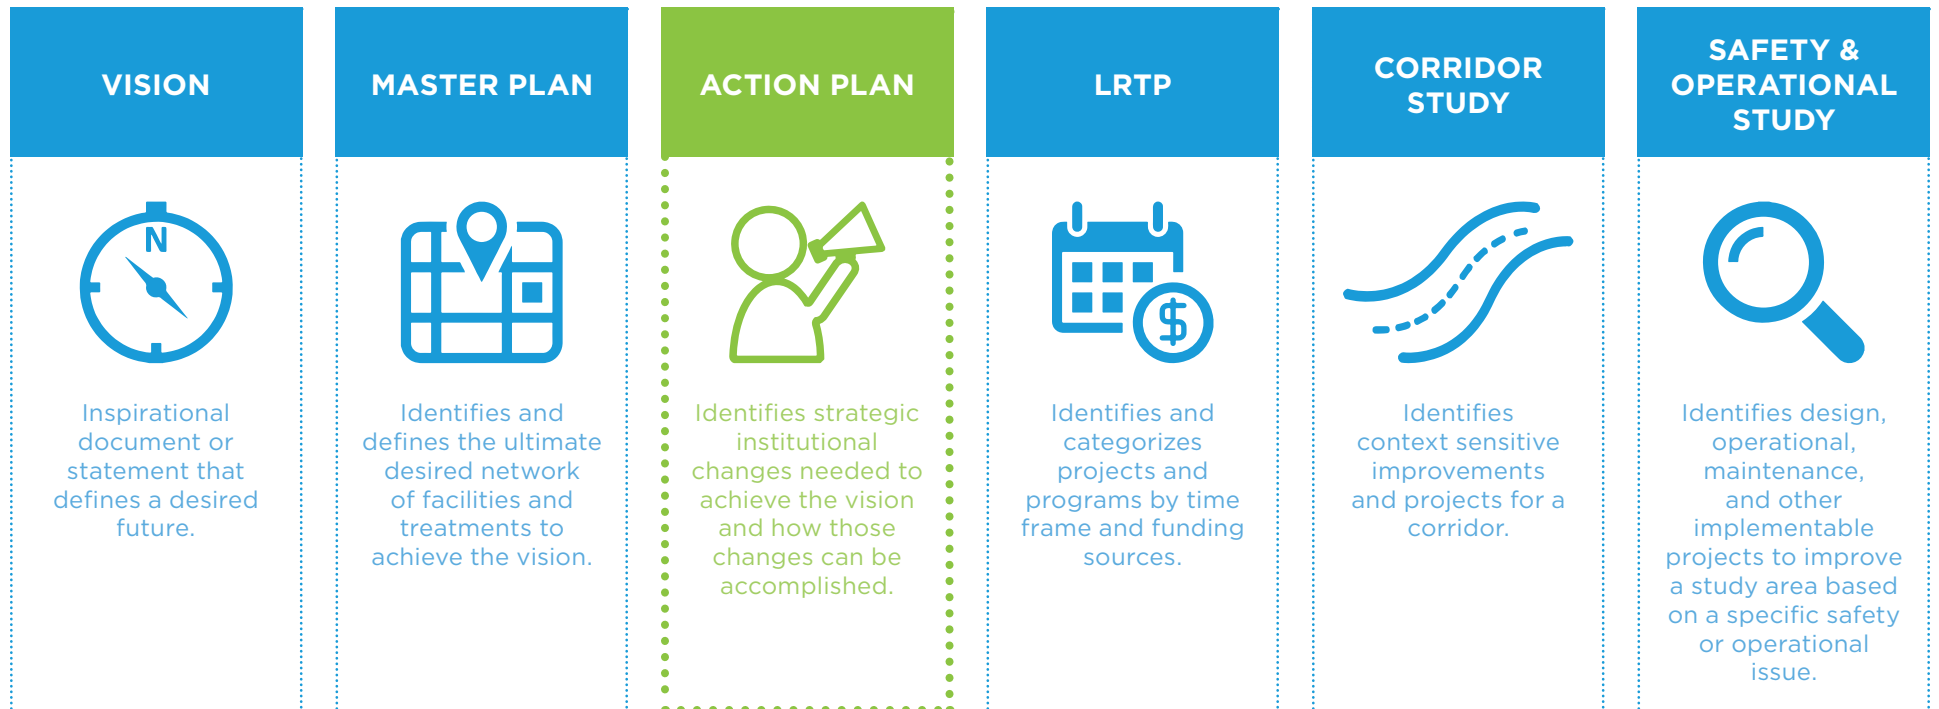 VISION
N
Inspirational
document or
statement that
defines a desired
future.
MASTER PLAN
Identifies and
defines the ultimate
desired network
of facilities and
treatments to
achieve the vision.
ACTION PLAN
Identifies strategic
institutional
changes needed to
achieve the vision
and how those
changes can be
accomplished.
LRTP
$
Identifies and
categorizes
projects and
programs by time
frame and funding
sources.
CORRIDOR
STUDY
Identifies
context sensitive
improvements
and projects for a
corridor.
SAFETY &
OPERATIONAL
STUDY
Identifies design,
operational,
maintenance,
and other
implementable
projects to improve
a study area based
on a specific safety
or operational
issue.